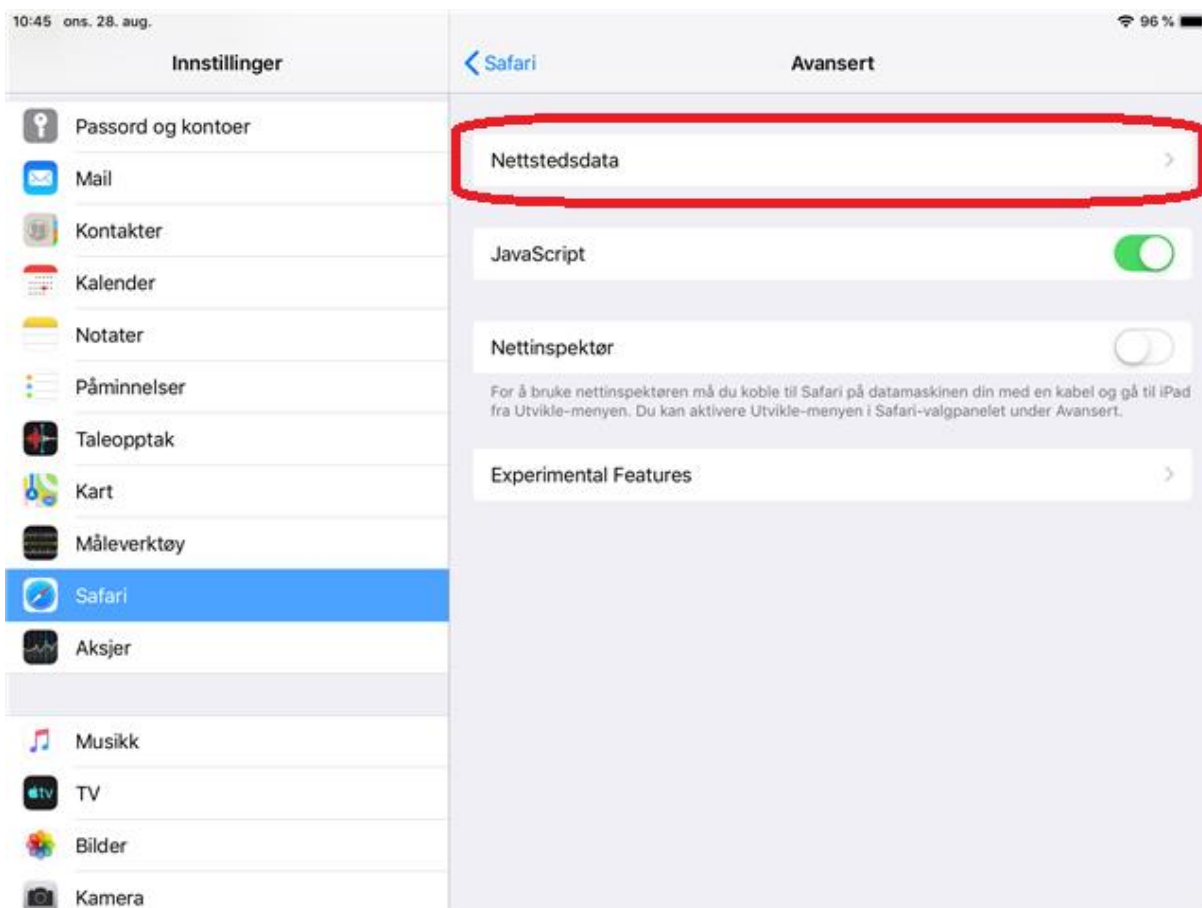 10:45 ons. 28. aug.
96 %
Innstillinger
Passord og kontoer
Mail
Kontakter
Kalender
Notater
Påminnelser
Taleopptak
Kart
Måleverktøy
Safari
Aksjer
Musikk
tv
TV
Bilder
Kamera
Safari
Avansert
Nettstedsdata
JavaScript
Nettinspektør
For å bruke nettinspektøren må du koble til Safari på datamaskinen din med en kabel og gå til iPad
fra Utvikle-menyen. Du kan aktivere Utvikle-menyen i Safari-valgpanelet under Avansert.
Experimental Features